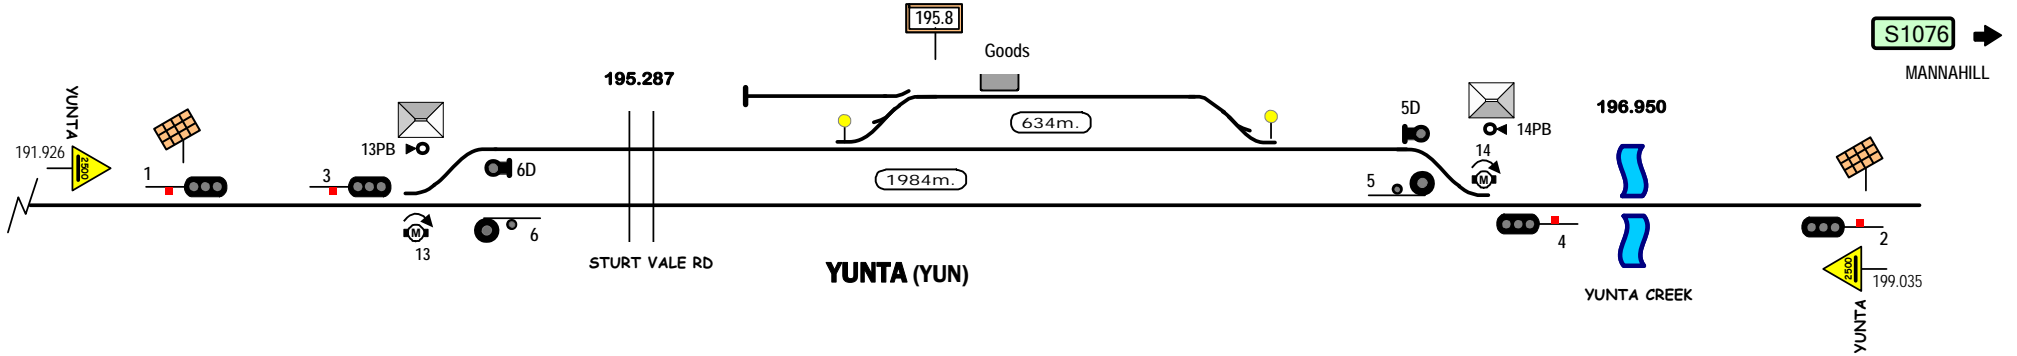 195.8
Goods
S1076
MANNAHILL
195.287
196.950
YUNTA
191.926
2500
1
3
13PB
6D
634m.
5D
14PB
14
1984m.
5
M
M
13
6
4
2
STURT VALE RD
YUNTA (YUN)
YUNTA CREEK
2500
199.035
YUNTA